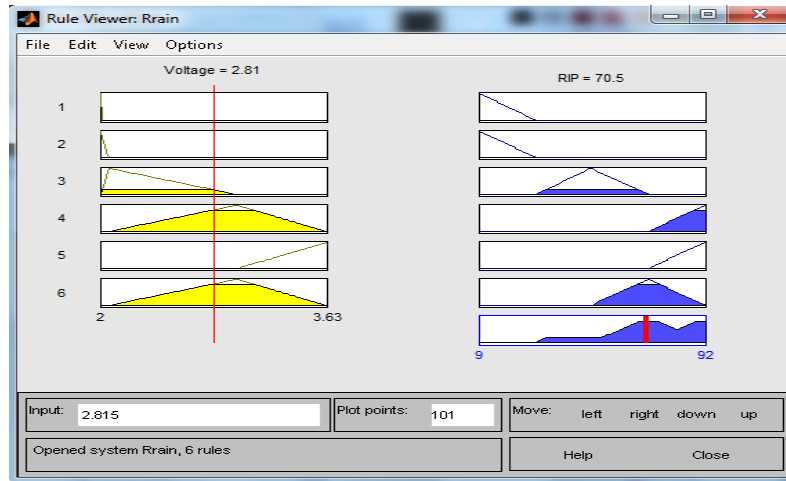 Rule Viewer: Rrain
File Edit View Options
Voltage = 2.81
RIP = 70.5
1
2
3
4
5
6
2 3.63
9 92
Input: 2.815
Plot points: 101
Move: left right down up
Opened system Rrain, 6 rules
Help Close